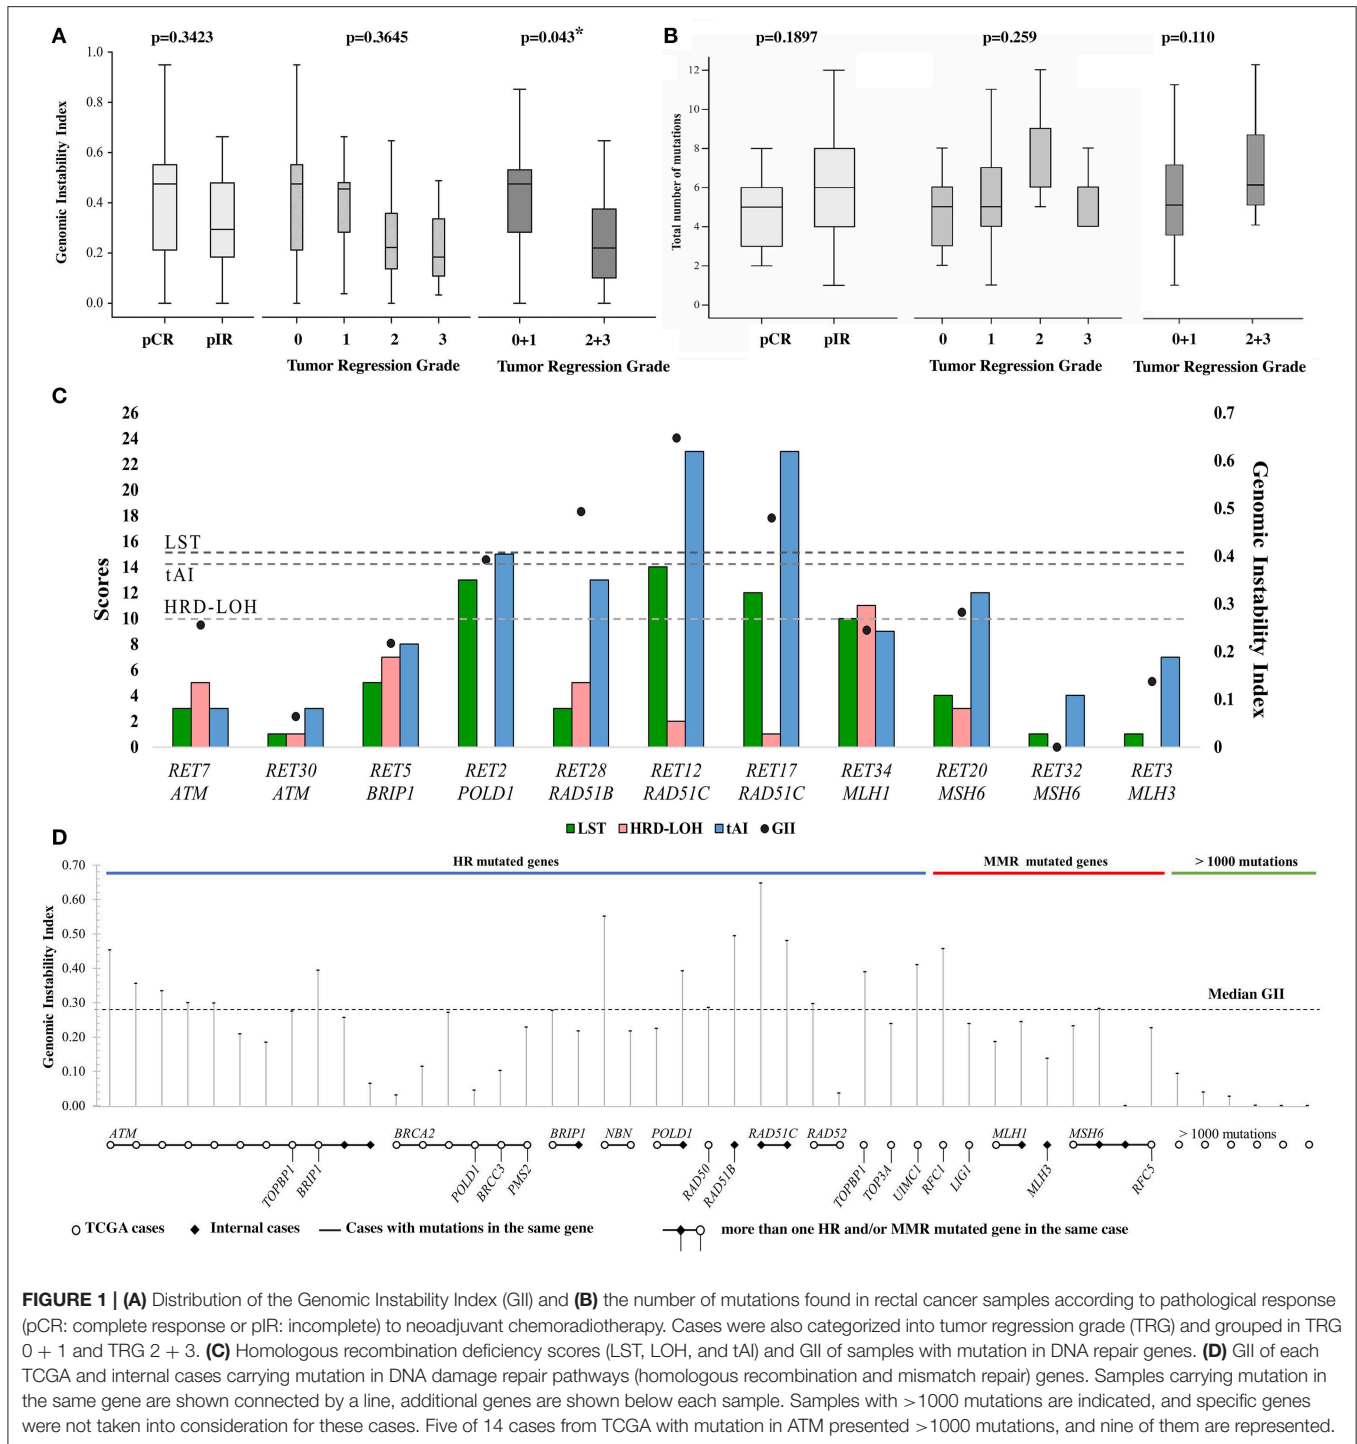 A
p=0.3423
p=0.3645
p=0.043*
Genomic Instability Index
1.0
0.8
0.6
0.4
0.2
0.0
pCR
pIR
0
1
2
3
0+1
2+3
Tumor Regression Grade
Tumor Regression Grade
B
p=0.1897
p=0.259
p=0.110
Total number of mutations
12
10
8
6
4
2
0
pCR
pIR
0
1
2
3
0+1
2+3
Tumor Regression Grade
Tumor Regression Grade
C
Scores
26
24
22
20
18
16
14
12
10
8
6
4
2
0
LST
tAI
HRD-LOH
Genomic Instability Index
0.7
0.6
0.5
0.4
0.3
0.2
0.1
0
RET7 RET30 RET5 RET2 RET28 RET12 RET17 RET34 RET20 RET32 RET3
ATM ATM BRIP1 POLD1 RAD51B RAD51C RAD51C MLH1 MSH6 MSH6 MLH3
LST HRD-LOH tAI GII
D
HR mutated genes
MMR mutated genes
> 1000 mutations
Genomic Instability Index
0.70
0.60
0.50
0.40
0.30
0.20
0.10
0.00
Median GII
ATM BRCA2 BRIP1 NBN POLD1 RAD51C RAD52 MLH1 MSH6 > 1000 mutations
TOPBP1 BRIP1 POLD1 BRCC3 PMS2 RAD50 RAD51B TOPBP1 TOP3A UIMC1 RFC1 LIG1 MLH3 RFC5
TCGA cases Internal cases Cases with mutations in the same gene more than one HR and/or MMR mutated gene in the same case
FIGURE 1 | (A) Distribution of the Genomic Instability Index (GII) and (B) the number of mutations found in rectal cancer samples according to pathological response
(pCR: complete response or pIR: incomplete) to neoadjuvant chemoradiotherapy. Cases were also categorized into tumor regression grade (TRG) and grouped in TRG
0 + 1 and TRG 2 + 3. (C) Homologous recombination deficiency scores (LST, LOH, and tAI) and GII of samples with mutation in DNA repair genes. (D) GII of each
TCGA and internal cases carrying mutation in DNA damage repair pathways (homologous recombination and mismatch repair) genes. Samples carrying mutation in
the same gene are shown connected by a line, additional genes are shown below each sample. Samples with >1000 mutations are indicated, and specific genes
were not taken into consideration for these cases. Five of 14 cases from TCGA with mutation in ATM presented >1000 mutations, and nine of them are represented.